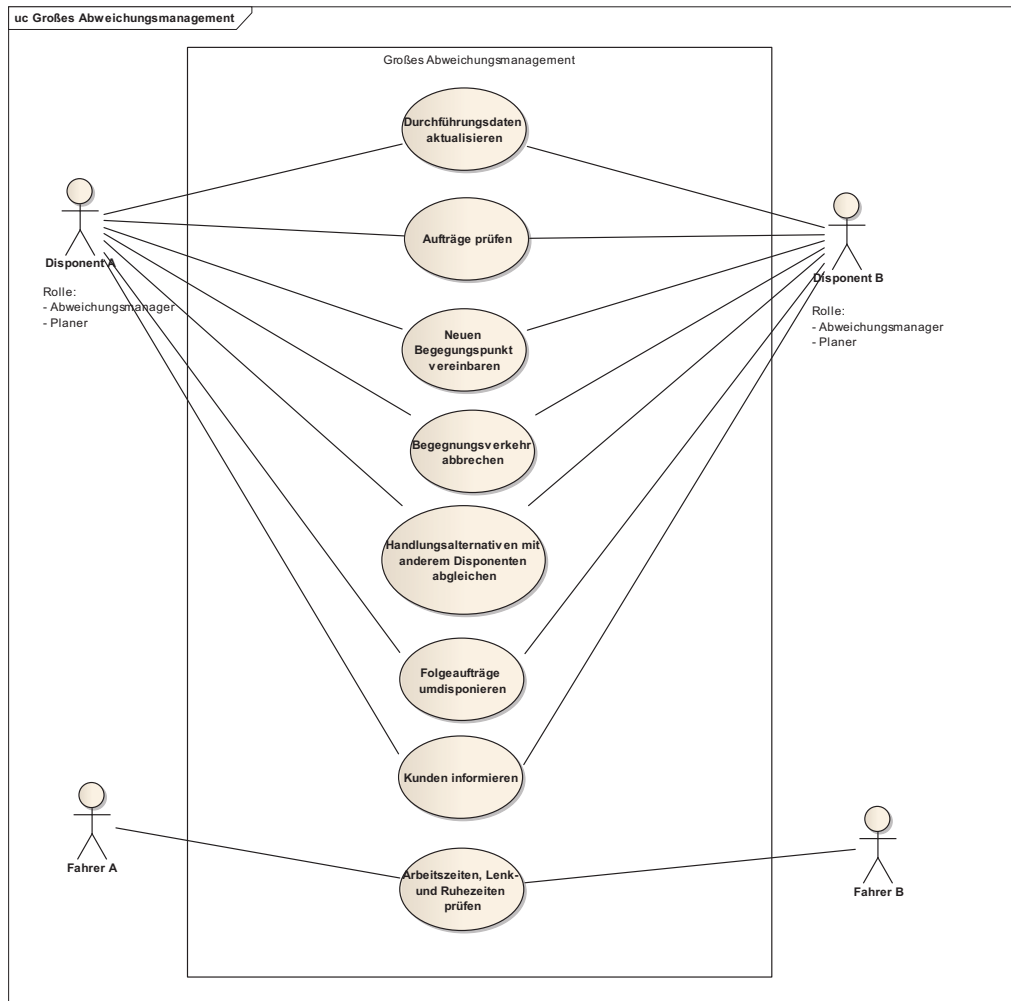 uc Großes Abweichungsmanagement
Großes Abweichungsmanagement
Durchführungsdaten
aktualisieren
Aufträge prüfen
Disponent A
Rolle:
- Abweichungsmanager
- Planer
Disponent B
Rolle:
- Abweichungsmanager
- Planer
Neuen
Begegungspunkt
vereinbaren
Begegnungsverkehr
abbrechen
Handlungsalternativen mit
anderem Disponenten
abgleichen
Folgeaufträge
umdisponieren
Kunden informieren
Fahrer A
Arbeitszeiten, Lenk-
und Ruhezeiten
prüfen
Fahrer B